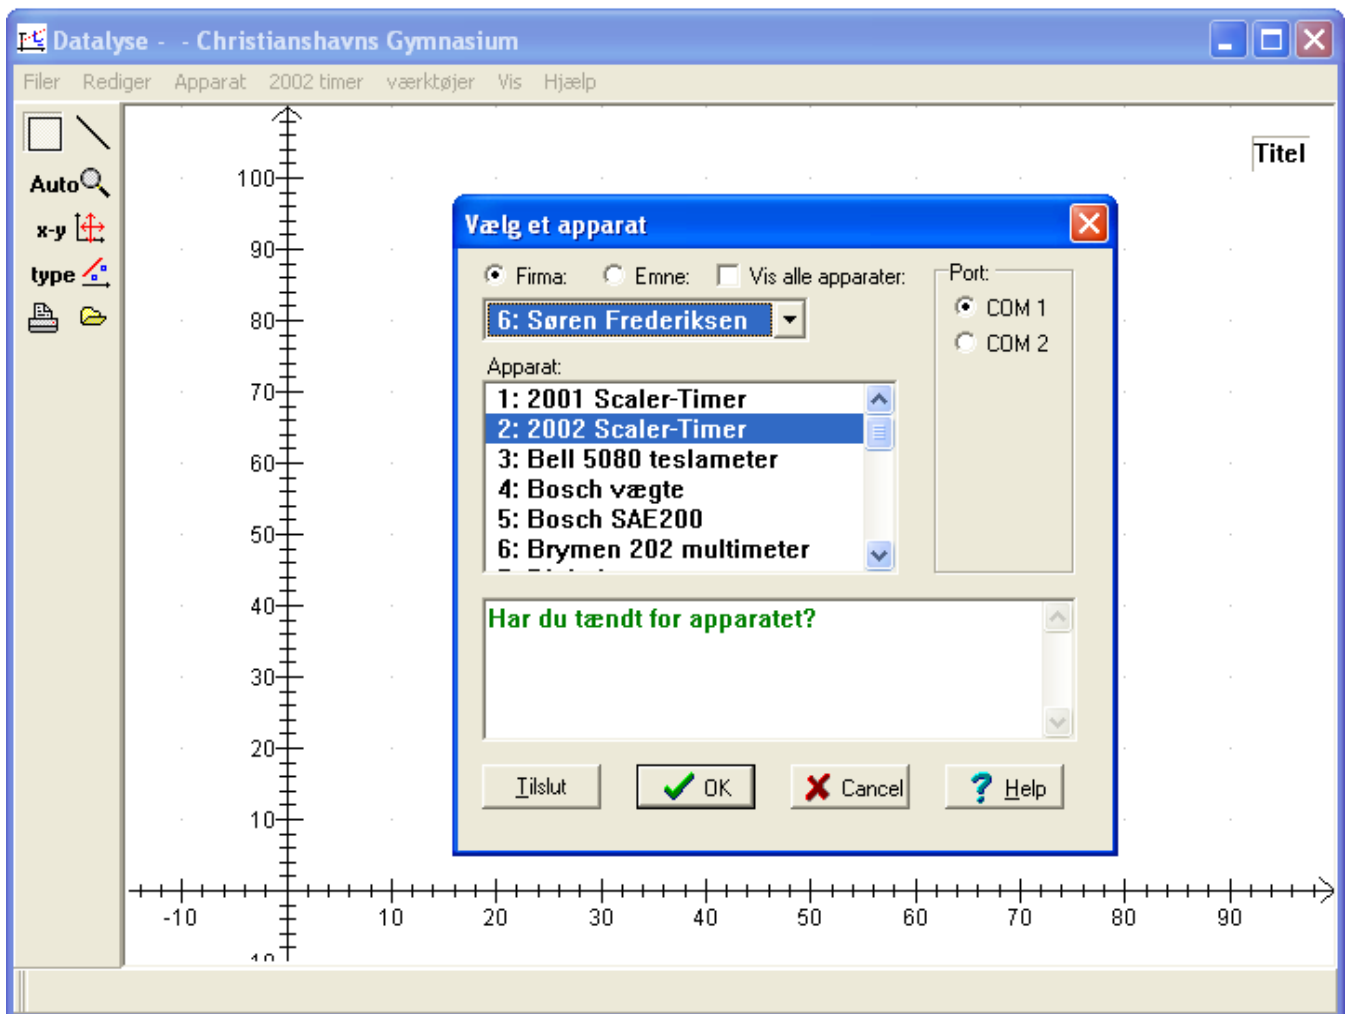 Datalyse - - Christianshavns Gymnasium
Filer Rediger Apparat 2002 timer værktøjer Vis Hjælp
Auto
x-y
type
Titel
100
90
80
70
60
50
40
30
20
10
-10 10 20 30 40 50 60 70 80 90
Vælg et apparat
Firma: Emne: Vis alle apparater:
6: Søren Frederiksen
Port:
COM 1
COM 2
Apparat:
1: 2001 Scaler-Timer
2: 2002 Scaler-Timer
3: Bell 5080 teslameter
4: Bosch vægte
5: Bosch SAE200
6: Brymen 202 multimeter
Har du tændt for apparatet?
Tilslut OK Cancel Help